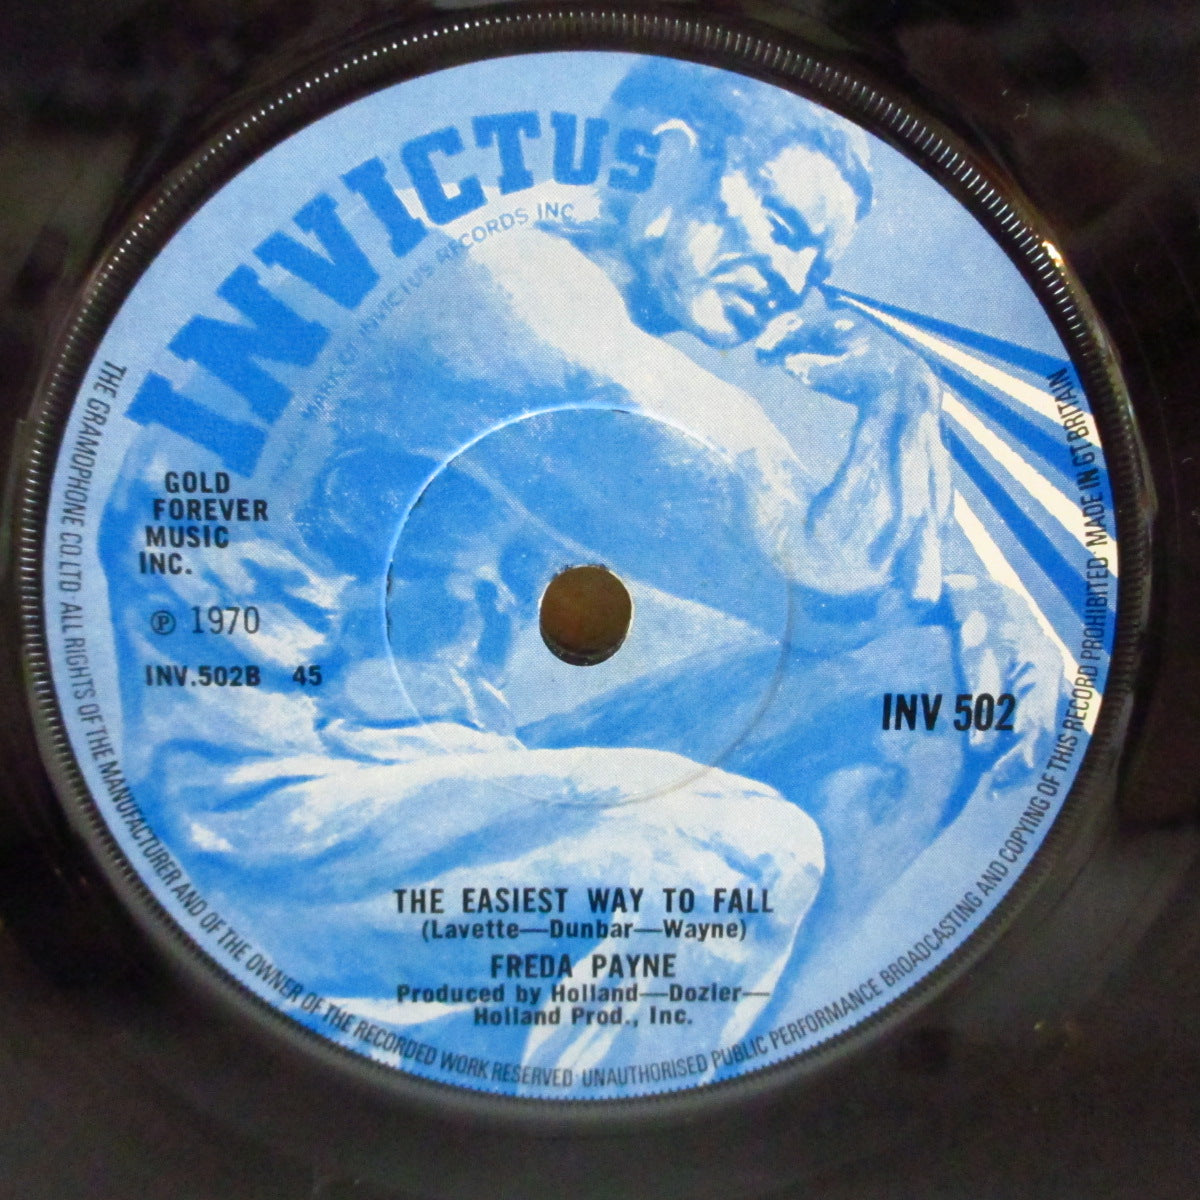 INVICTUS
MARK OF INVICTUS RECORDS INC.
GOLD
FOREVER
MUSIC
INC.
℗ 1970
INV.502B 45
INV 502
THE EASIEST WAY TO FALL
(Lavette—Dunbar—Wayne)
FREDA PAYNE
Produced by Holland—Dozier—
Holland Prod., Inc.
THE GRAMOPHONE CO. LTD · ALL RIGHTS OF THE MANUFACTURER AND OF THE OWNER OF THE RECORDED WORK RESERVED · UNAUTHORISED PUBLIC PERFORMANCE BROADCASTING AND COPYING OF THIS RECORD PROHIBITED · MADE IN GT BRITAIN